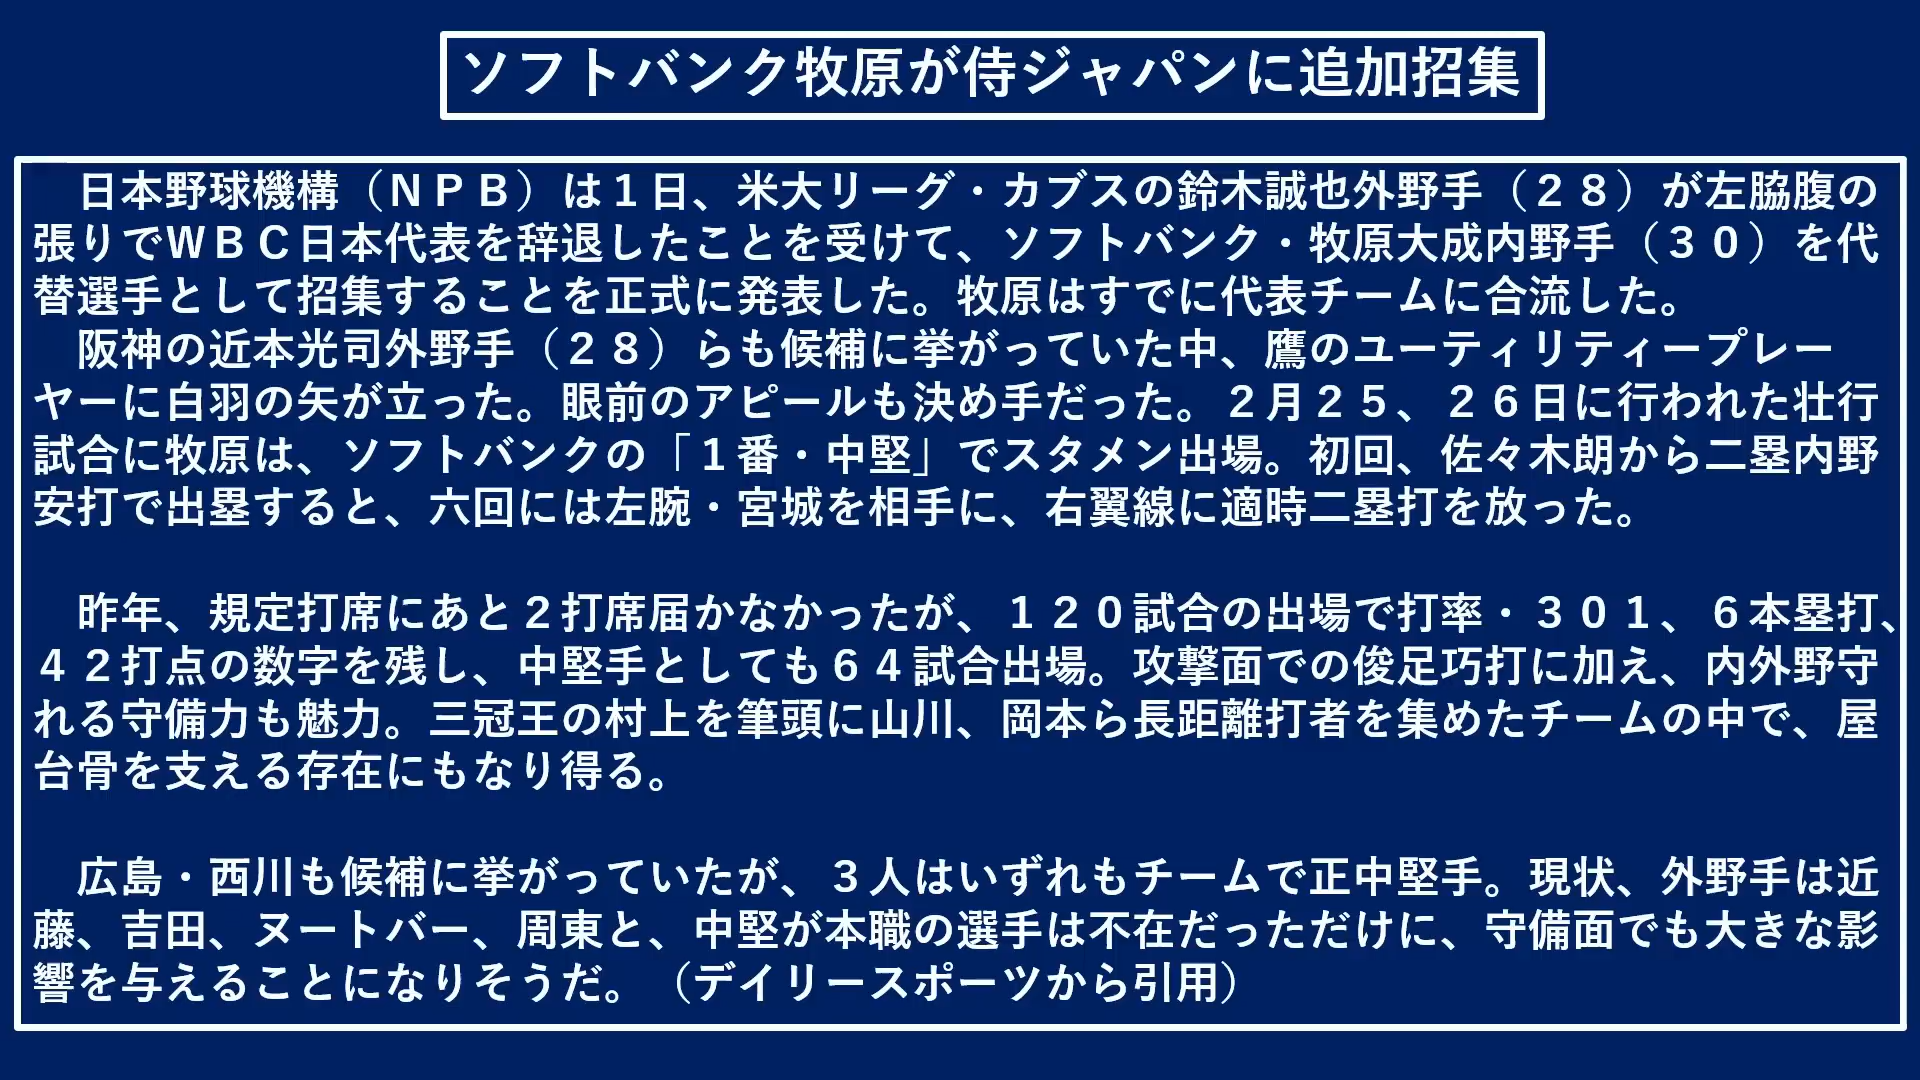 ソフトバンク牧原が侍ジャパンに追加招集
　日本野球機構（ＮＰＢ）は１日、米大リーグ・カブスの鈴木誠也外野手（２８）が左脇腹の
張りでＷＢＣ日本代表を辞退したことを受けて、ソフトバンク・牧原大成内野手（３０）を代
替選手として招集することを正式に発表した。牧原はすでに代表チームに合流した。
　阪神の近本光司外野手（２８）らも候補に挙がっていた中、鷹のユーティリティープレー
ヤーに白羽の矢が立った。眼前のアピールも決め手だった。２月２５、２６日に行われた壮行
試合に牧原は、ソフトバンクの「１番・中堅」でスタメン出場。初回、佐々木朗から二塁内野
安打で出塁すると、六回には左腕・宮城を相手に、右翼線に適時二塁打を放った。
　昨年、規定打席にあと２打席届かなかったが、１２０試合の出場で打率・３０１、６本塁打、
４２打点の数字を残し、中堅手としても６４試合出場。攻撃面での俊足巧打に加え、内外野守
れる守備力も魅力。三冠王の村上を筆頭に山川、岡本ら長距離打者を集めたチームの中で、屋
台骨を支える存在にもなり得る。
　広島・西川も候補に挙がっていたが、３人はいずれもチームで正中堅手。現状、外野手は近
藤、吉田、ヌートバー、周東と、中堅が本職の選手は不在だっただけに、守備面でも大きな影
響を与えることになりそうだ。（デイリースポーツから引用）